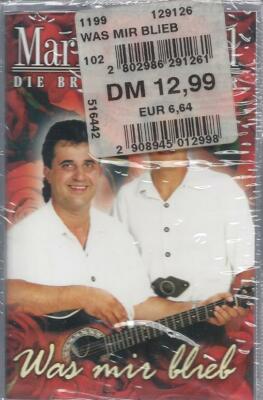 Mar
DIE BR
1199 129126
WAS MIR BLIEB
102
2 802986 291261
DM 12,99
EUR 6,64
516442
2 908945 012998
Was mir blieb